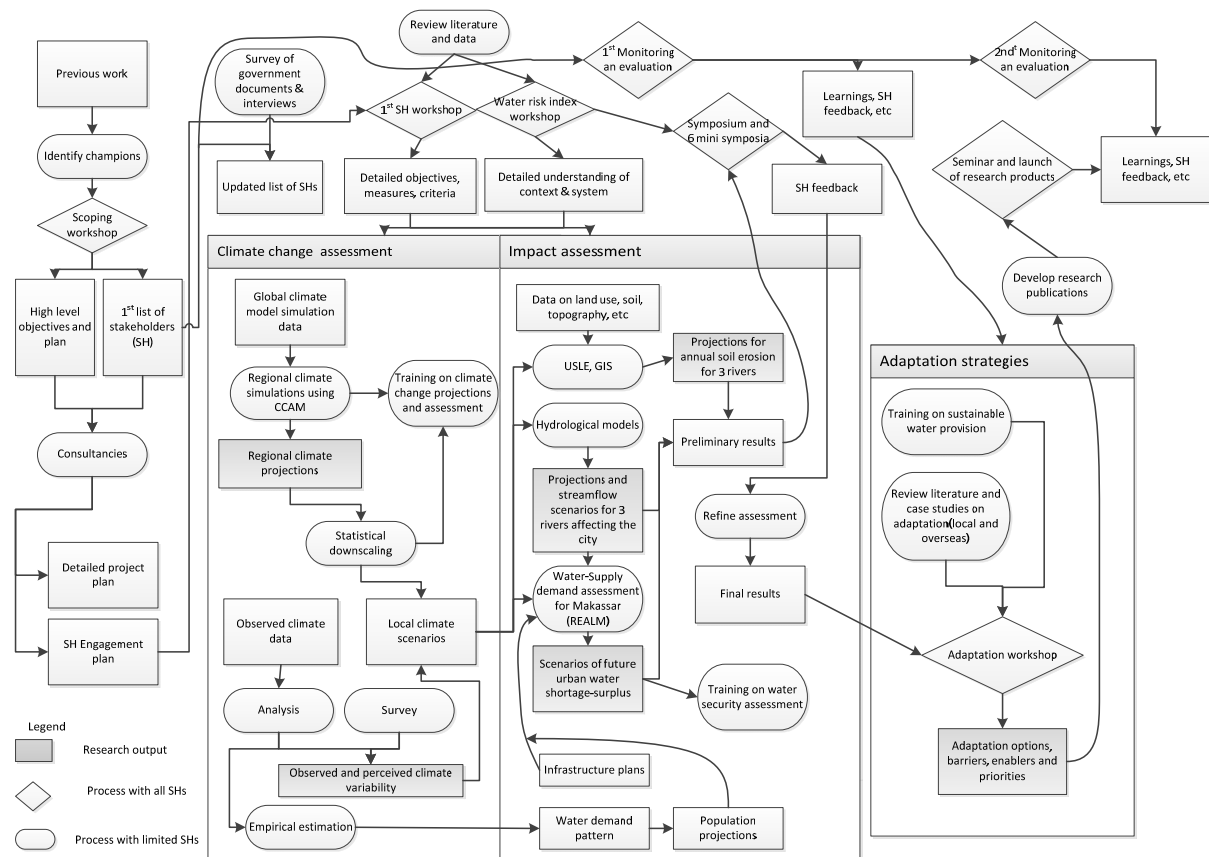 Previous work
Identify champions
Scoping
workshop
High level
objectives and
plan
1st list of
stakeholders
(SH)
Consultancies
Detailed project
plan
SH Engagement
plan
Legend
Research output
Process with all SHs
Process with limited SHs
Survey of
government
documents &
interviews
Updated list of SHs
Review literature
and data
1st SH workshop
Water risk index
workshop
Detailed objectives,
measures, criteria
Detailed understanding of
context & system
Symposium and
6 mini symposia
SH feedback
1st Monitoring
an evaluation
Learnings, SH
feedback, etc
2ndt Monitoring
an evaluation
Learnings, SH
feedback, etc
Seminar and launch
of research products
Develop research
publications
Climate change assessment
Global climate
model simulation
data
Regional climate
simulations using
CCAM
Training on climate
change projections
and assessment
Regional climate
projections
Statistical
downscaling
Observed climate
data
Local climate
scenarios
Analysis
Survey
Observed and perceived climate
variability
Empirical estimation
Impact assessment
Data on land use, soil,
topography, etc
USLE, GIS
Projections for
annual soil erosion
for 3 rivers
Hydrological models
Preliminary results
Projections and
streamflow
scenarios for 3
rivers affecting the
city
Refine assessment
Water-Supply
demand assessment
for Makassar
(REALM)
Final results
Scenarios of future
urban water
shortage-surplus
Training on water
security assessment
Infrastructure plans
Water demand
pattern
Population
projections
Adaptation strategies
Training on sustainable
water provision
Review literature and
case studies on
adaptation(local and
overseas)
Adaptation workshop
Adaptation options,
barriers, enablers and
priorities